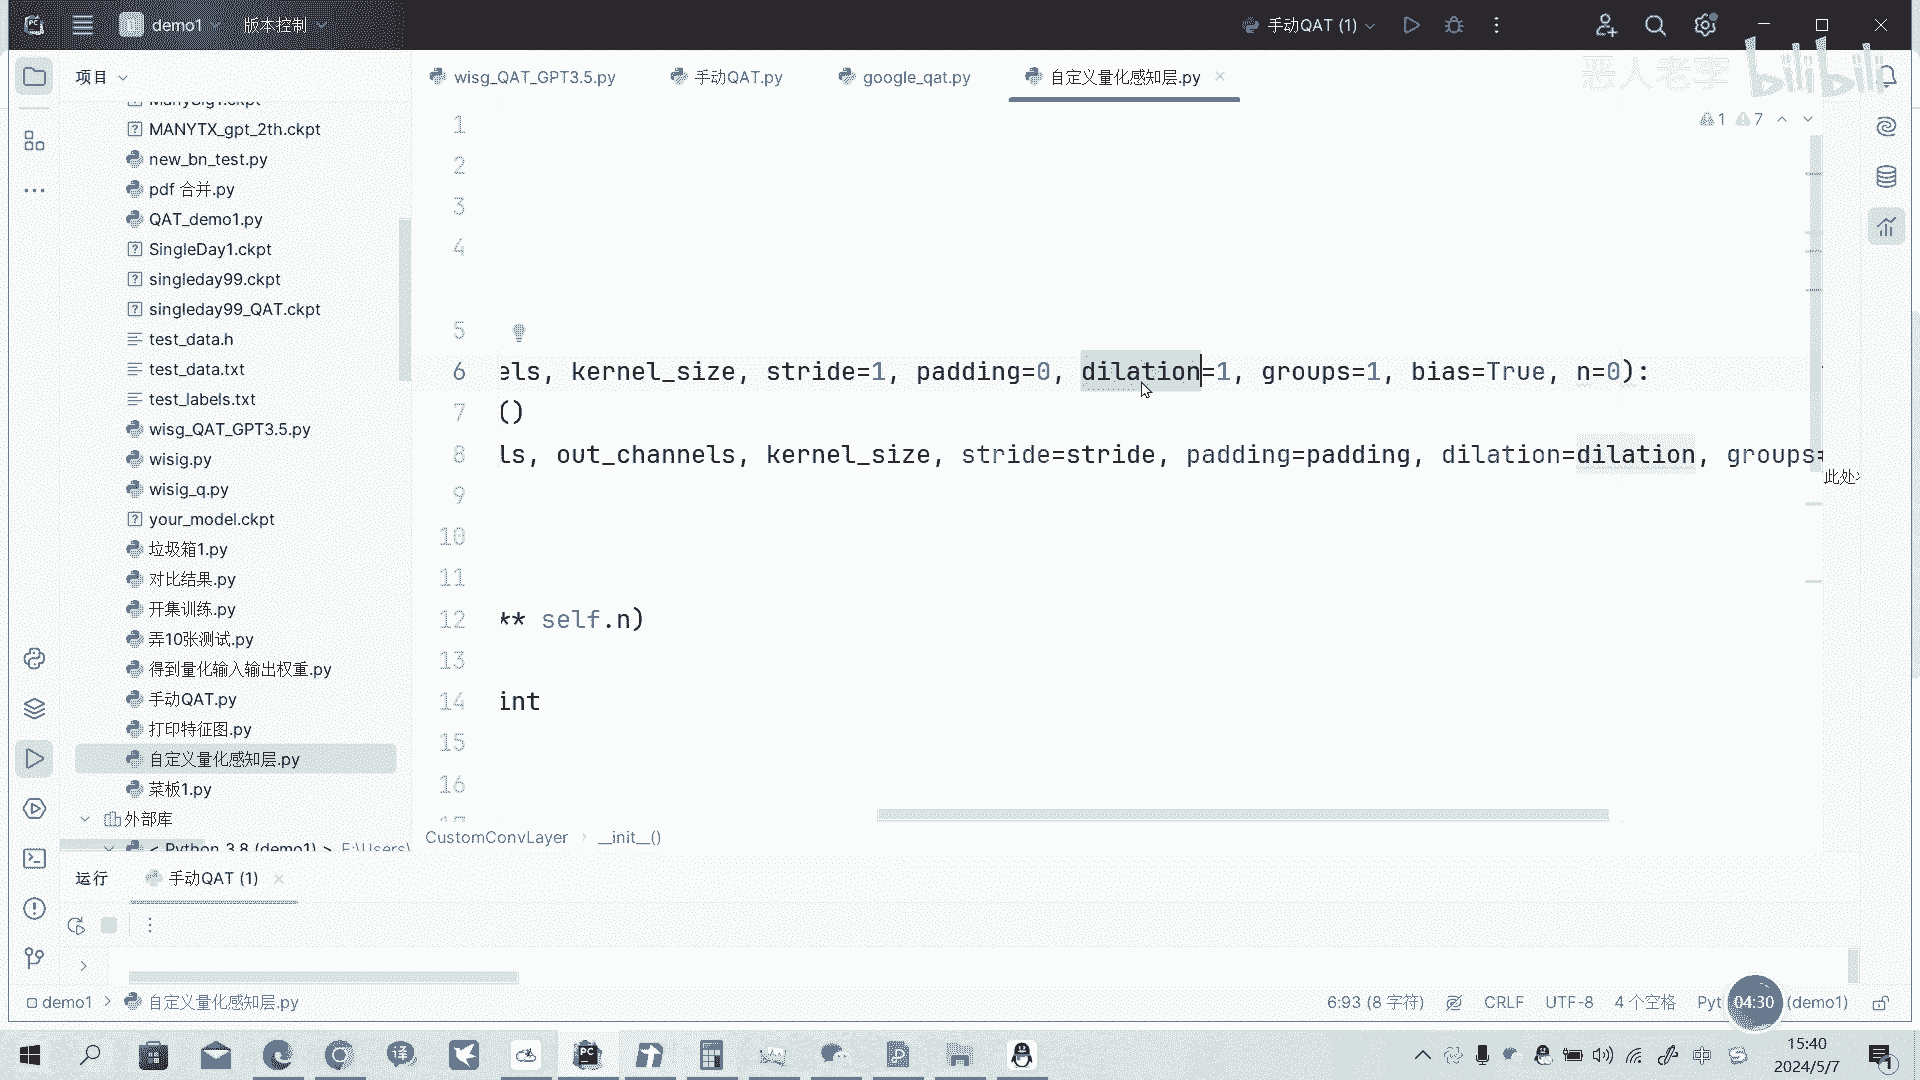 demo1 版本控制 手动QAT (1)
恶人老李 bilibili
项目 wisg_QAT_GPT3.5.py 手动QAT.py google_qat.py 自定义量化感知层.py
1 7
ManySig1.ckpt
MANYTX_gpt_2th.ckpt
new_bn_test.py
pdf 合并.py
QAT_demo1.py
SingleDay1.ckpt
singleday99.ckpt
singleday99_QAT.ckpt
test_data.h
test_data.txt
test_labels.txt
wisg_QAT_GPT3.5.py
wisig.py
wisig_q.py
your_model.ckpt
垃圾箱1.py
对比结果.py
开集训练.py
弄10张测试.py
得到量化输入输出权重.py
手动QAT.py
打印特征图.py
自定义量化感知层.py
菜板1.py
外部库
< Python 3.8 (demo1) > E:\Users\
1
2
3
4
5
6 els, kernel_size, stride=1, padding=0, dilation=1, groups=1, bias=True, n=0):
7 ()
8 ls, out_channels, kernel_size, stride=stride, padding=padding, dilation=dilation, groups=
此处
9
10
11
12 ** self.n)
13
14 int
15
16
17
CustomConvLayer __init__()
运行 手动QAT (1)
demo1 自定义量化感知层.py 6:93 (8 字符) CRLF UTF-8 4 个空格 Pyt 04:30 (demo1)
译 PC 中 15:40
2024/5/7 1